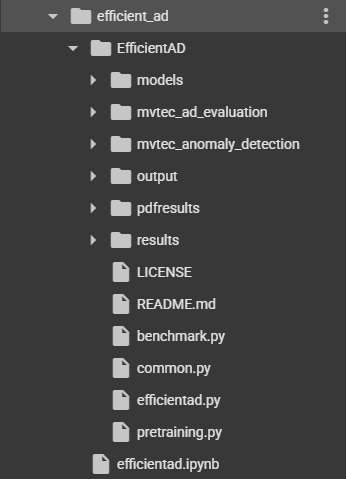 efficient_ad
EfficientAD
models
mvtec_ad_evaluation
mvtec_anomaly_detection
output
pdfresults
results
LICENSE
README.md
benchmark.py
common.py
efficientad.py
pretraining.py
efficientad.ipynb